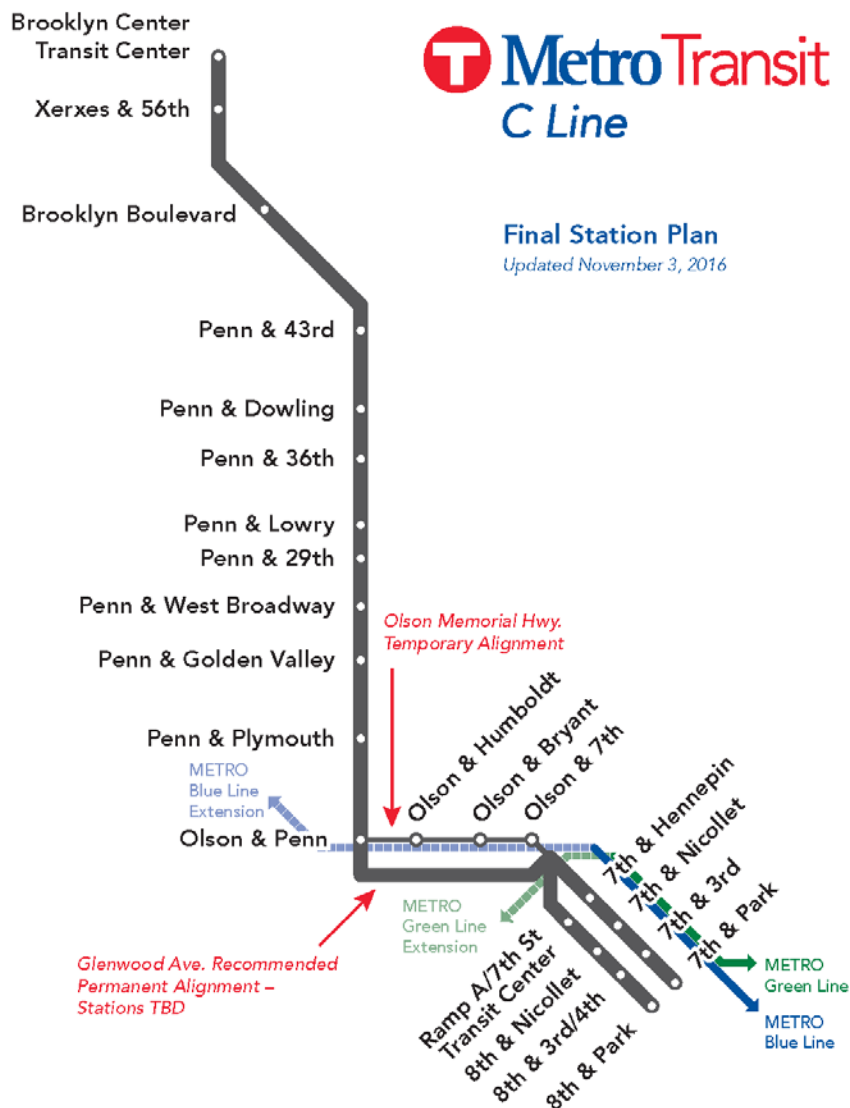 Brooklyn Center
Transit Center
Xerxes & 56th
Brooklyn Boulevard
T MetroTransit
C Line
Final Station Plan
Updated November 3, 2016
Penn & 43rd
Penn & Dowling
Penn & 36th
Penn & Lowry
Penn & 29th
Penn & West Broadway
Penn & Golden Valley
Penn & Plymouth
Olson Memorial Hwy.
Temporary Alignment
METRO
Blue Line
Extension
Olson & Penn
Olson & Humboldt
Olson & Bryant
Olson & 7th
7th & Hennepin
7th & Nicollet
7th & 3rd
7th & Park
METRO
Green Line
Extension
Glenwood Ave. Recommended
Permanent Alignment –
Stations TBD
Ramp A/7th St
Transit Center
8th & Nicollet
8th & 3rd/4th
8th & Park
METRO
Green Line
METRO
Blue Line